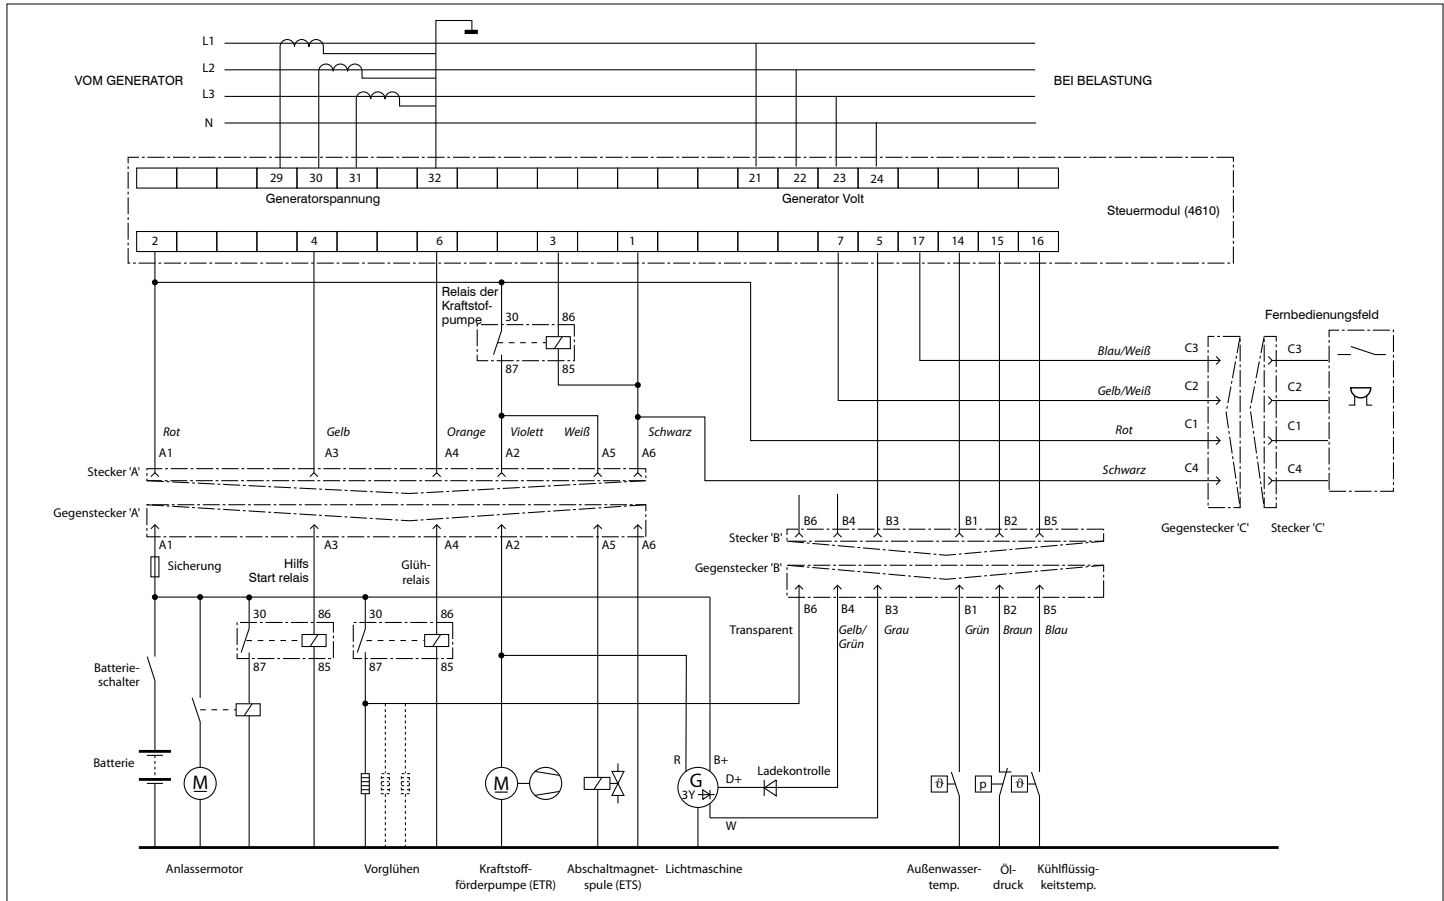 L1
VOM GENERATOR
L2
BEI BELASTUNG
L3
N
29 30 31 32 21 22 23 24
Generatorspannung
Generator Volt
Steuermodul (4610)
2 4 6 3 1 7 5 17 14 15 16
Relais der
Kraftstof-
pumpe
30 86
87 85
Fernbedienungsfeld
Blau/Weiß C3 C3
Gelb/Weiß C2 C2
Rot C1 C1
Schwarz C4 C4
Gegenstecker 'C' Stecker 'C'
Rot Gelb Orange Violett Weiß Schwarz
A1 A3 A4 A2 A5 A6
Stecker 'A'
Gegenstecker 'A'
A1 A3 A4 A2 A5 A6
B6 B4 B3 B1 B2 B5
Stecker 'B'
Gegenstecker 'B'
B6 B4 B3 B1 B2 B5
Transparent
Gelb/
Grün
Grau
Grün
Braun
Blau
Sicherung
Hilfs
Start relais
Glüh-
relais
30 86
87 85
30 86
87 85
Batterie-
schalter
Batterie
M
M
R B+
G
3Y
D+
W
Ladekontrolle
ϑ p ϑ
Anlassermotor
Vorglühen
Kraftstoff-
förderpumpe (ETR)
Abschaltmagnet-
spule (ETS)
Lichtmaschine
Außenwasser-
temp.
Öl-
druck
Kühlflüssig-
keitstemp.